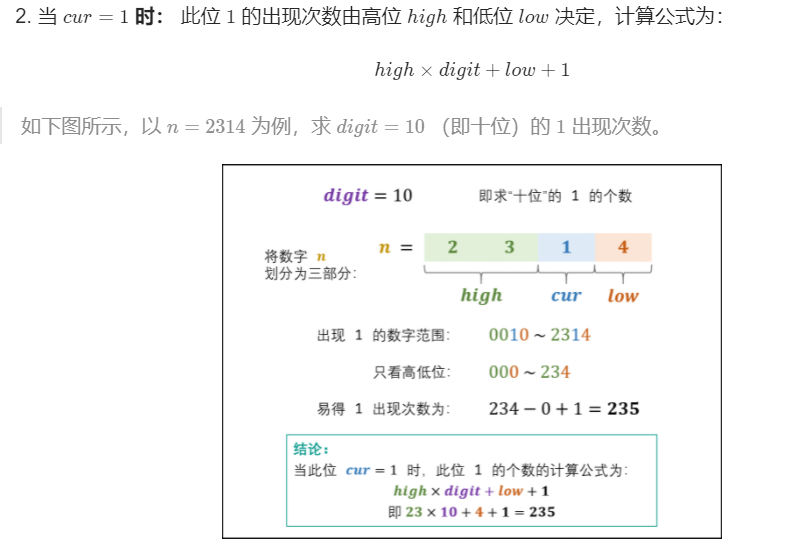 2. 当 cur = 1 时： 此位 1 的出现次数由高位 high 和低位 low 决定，计算公式为：
high × digit + low + 1
如下图所示，以 n = 2314 为例，求 digit = 10 （即十位）的 1 出现次数。
digit = 10 即求“十位”的 1 的个数
将数字 n
划分为三部分：
n = 2 3 1 4
high cur low
出现 1 的数字范围： 0010 ~ 2314
只看高低位： 000 ~ 234
易得 1 出现次数为： 234 − 0 + 1 = 235
结论：
当此位 cur = 1 时，此位 1 的个数的计算公式为：
high × digit + low + 1
即 23 × 10 + 4 + 1 = 235